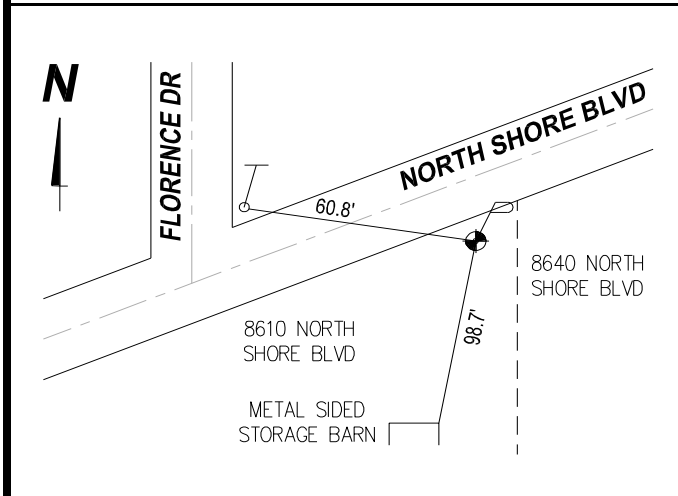 N
FLORENCE DR
NORTH SHORE BLVD
60.8'
8640 NORTH
SHORE BLVD
98.7'
8610 NORTH
SHORE BLVD
METAL SIDED
STORAGE BARN